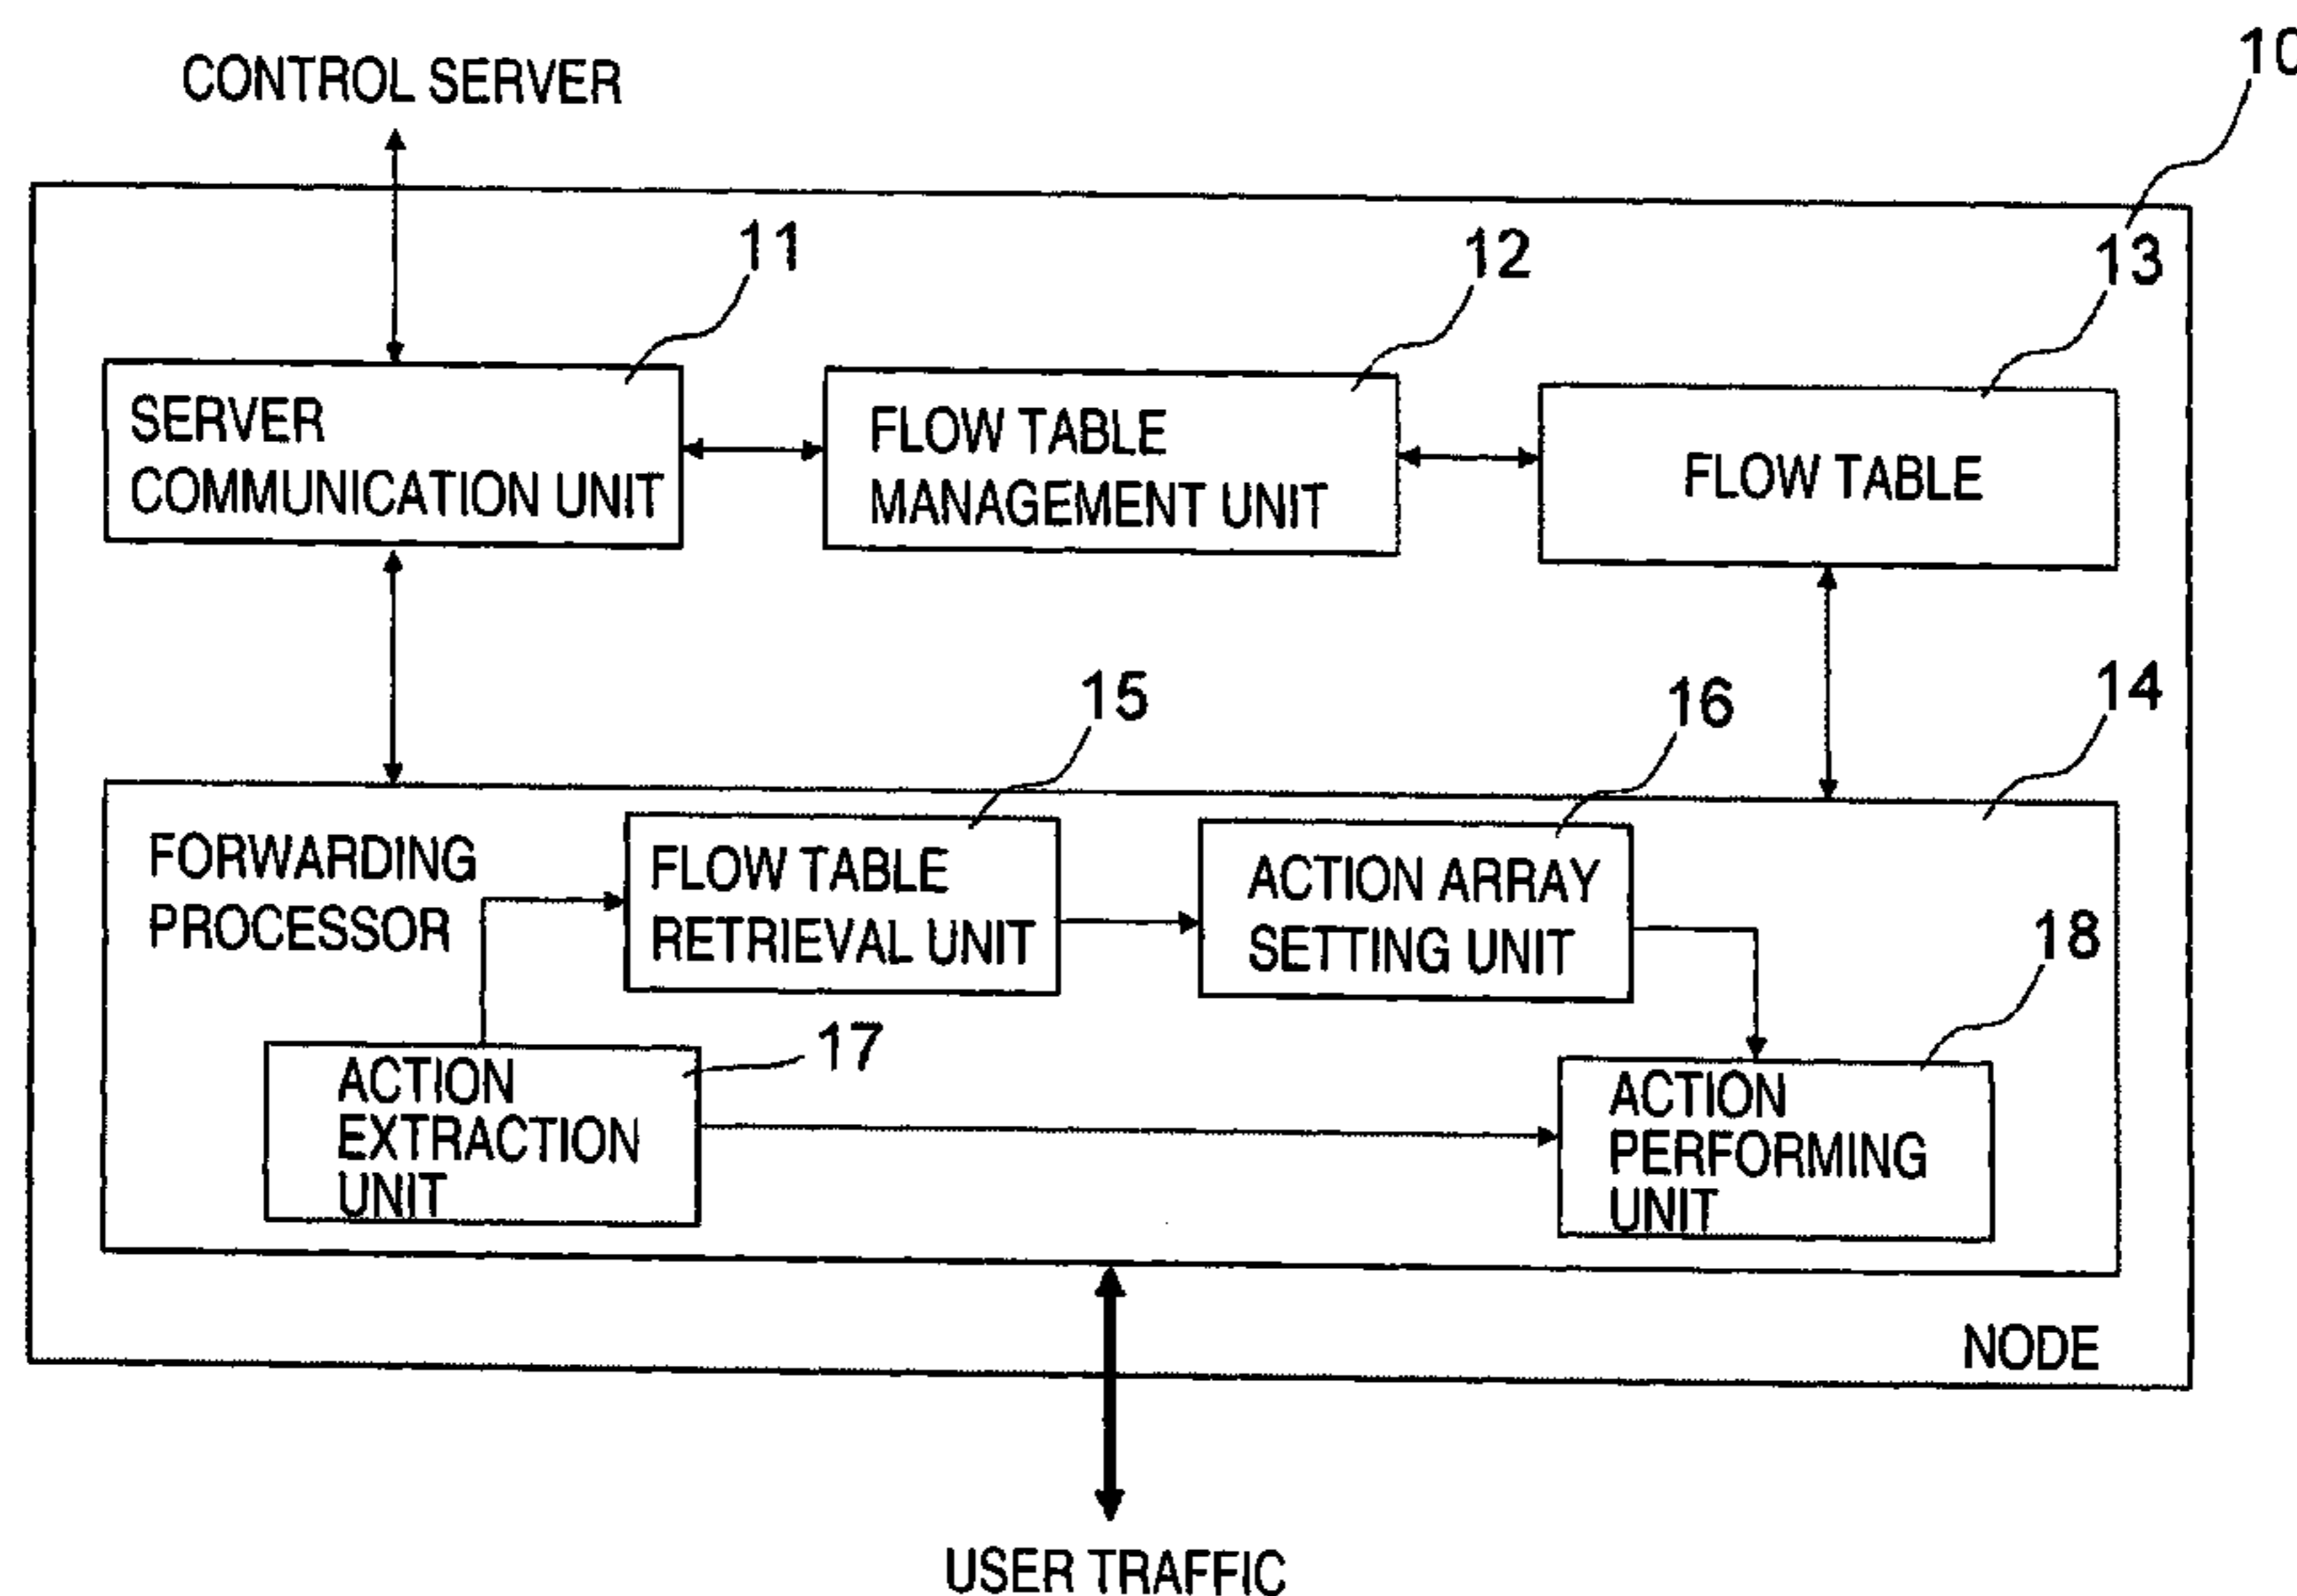 CONTROL SERVER
10
11
12
13
SERVER
COMMUNICATION UNIT
FLOW TABLE
MANAGEMENT UNIT
FLOW TABLE
15
16
14
FORWARDING
PROCESSOR
FLOW TABLE
RETRIEVAL UNIT
ACTION ARRAY
SETTING UNIT
18
17
ACTION
EXTRACTION
UNIT
ACTION
PERFORMING
UNIT
NODE
USER TRAFFIC